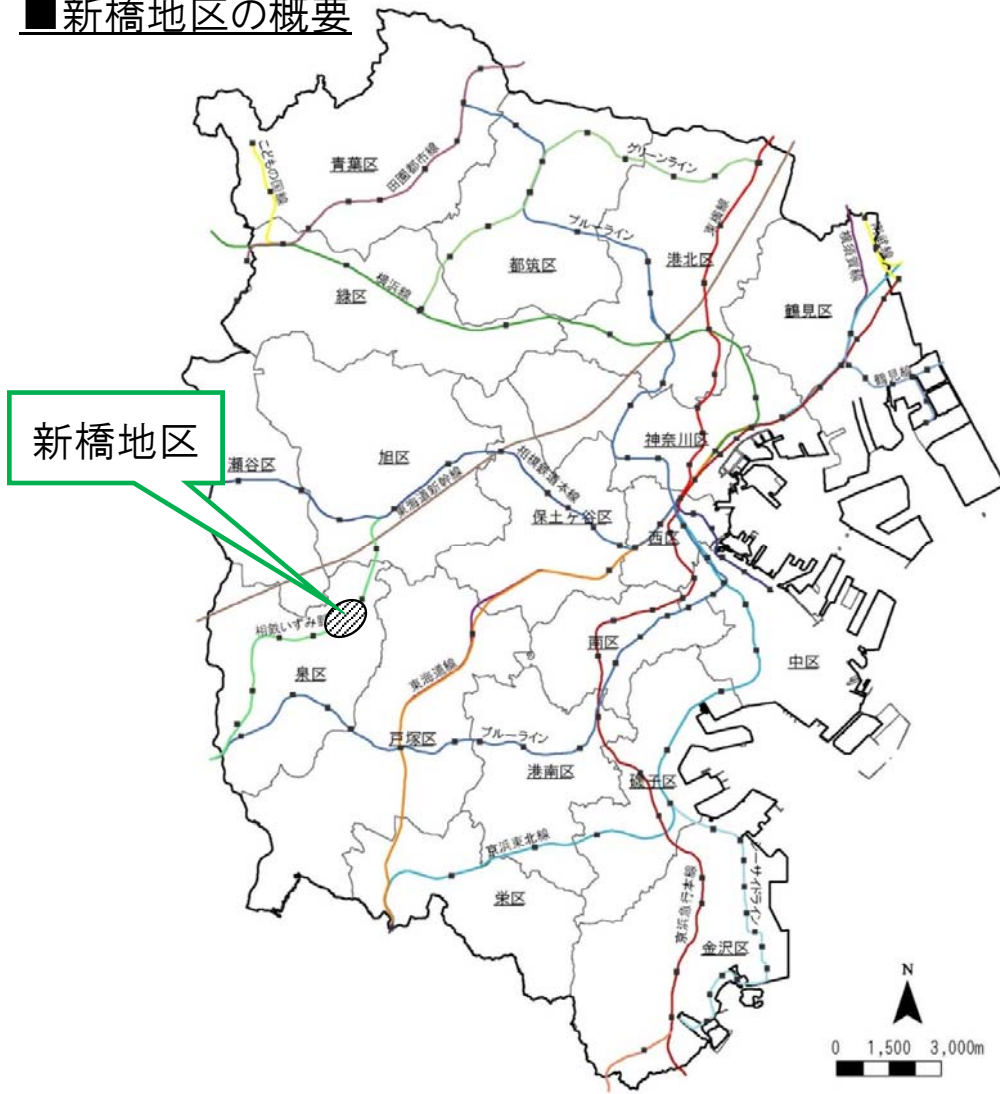 ■新橋地区の概要
こどもの国線
青葉区
田園都市線
グリーンライン
東横線
ブルーライン
港北区
都筑区
横須賀線
南武線
緑区
横浜線
鶴見区
鶴見線
新橋地区
瀬谷区
旭区
東海道新幹線
相模鉄道本線
神奈川区
保土ヶ谷区
西区
相鉄いずみ野
泉区
東海道線
南区
中区
戸塚区
ブルーライン
港南区
磯子区
京浜東北線
栄区
京浜急行本線
シーサイドライン
金沢区
N
0 1,500 3,000m